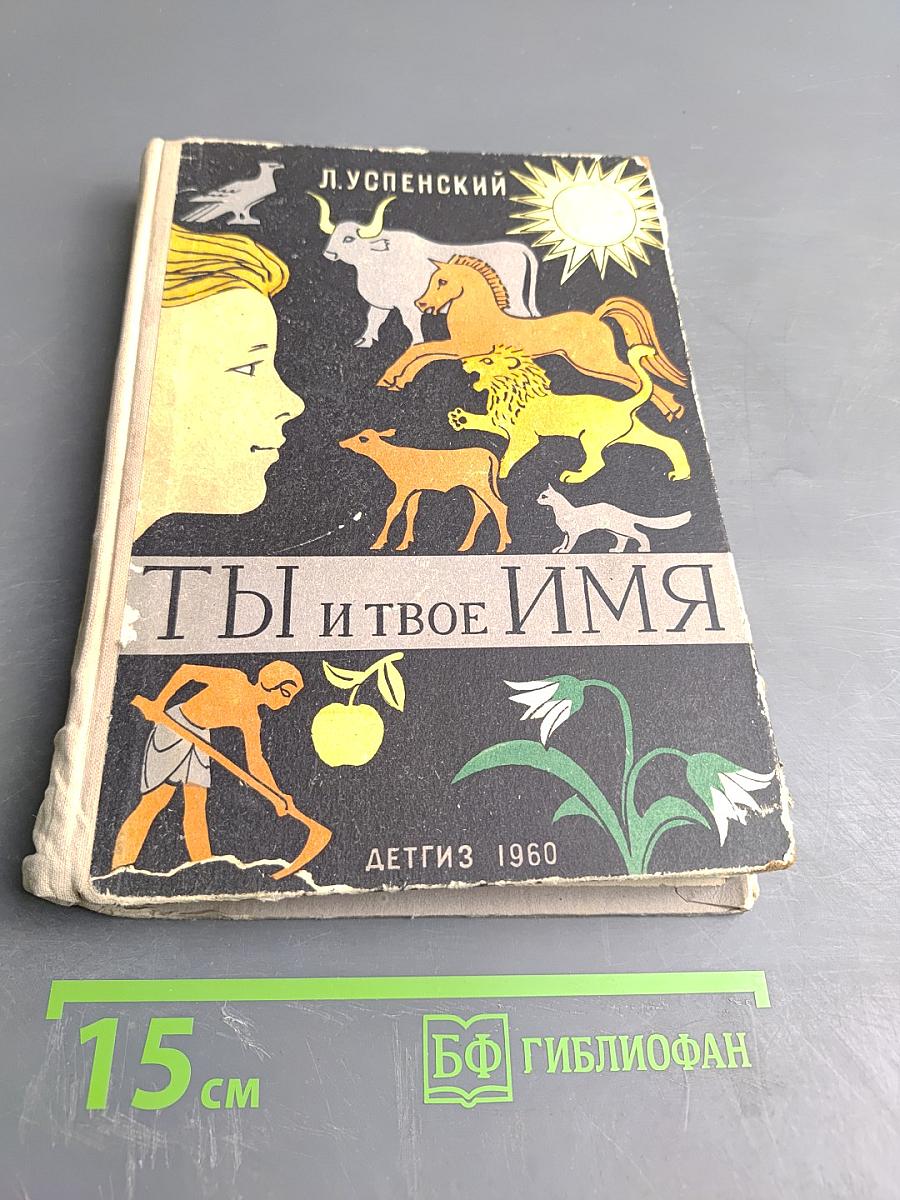 Л. УСПЕНСКИЙ
ТЫ И ТВОЕ ИМЯ
ДЕТГИЗ 1960
15 см
БФ ГИБЛИОФАН